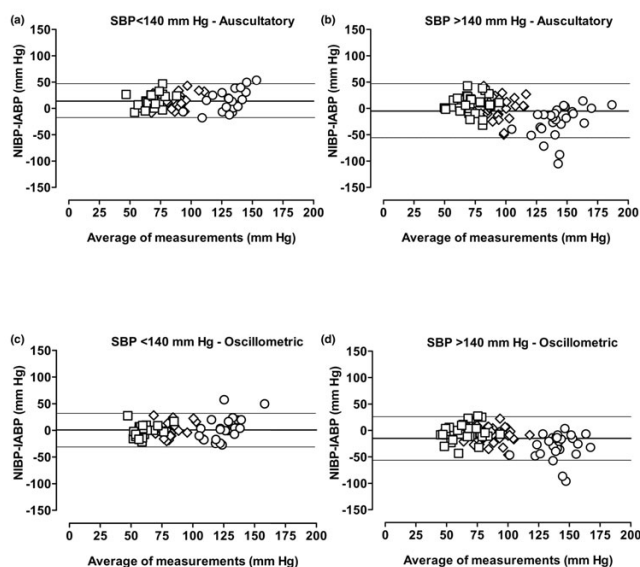 (a) SBP<140 mm Hg - Auscultatory
NIBP-IABP (mm Hg)
150
100
50
0
-50
-100
-150
0 25 50 75 100 125 150 175 200
Average of measurements (mm Hg)
(b) SBP >140 mm Hg - Auscultatory
NIBP-IABP (mm Hg)
150
100
50
0
-50
-100
-150
0 25 50 75 100 125 150 175 200
Average of measurements (mm Hg)
(c) SBP <140 mm Hg - Oscillometric
NIBP-IABP (mm Hg)
150
100
50
0
-50
-100
-150
0 25 50 75 100 125 150 175 200
Average of measurements (mm Hg)
(d) SBP >140 mm Hg - Oscillometric
NIBP-IABP (mm Hg)
150
100
50
0
-50
-100
-150
0 25 50 75 100 125 150 175 200
Average of measurements (mm Hg)